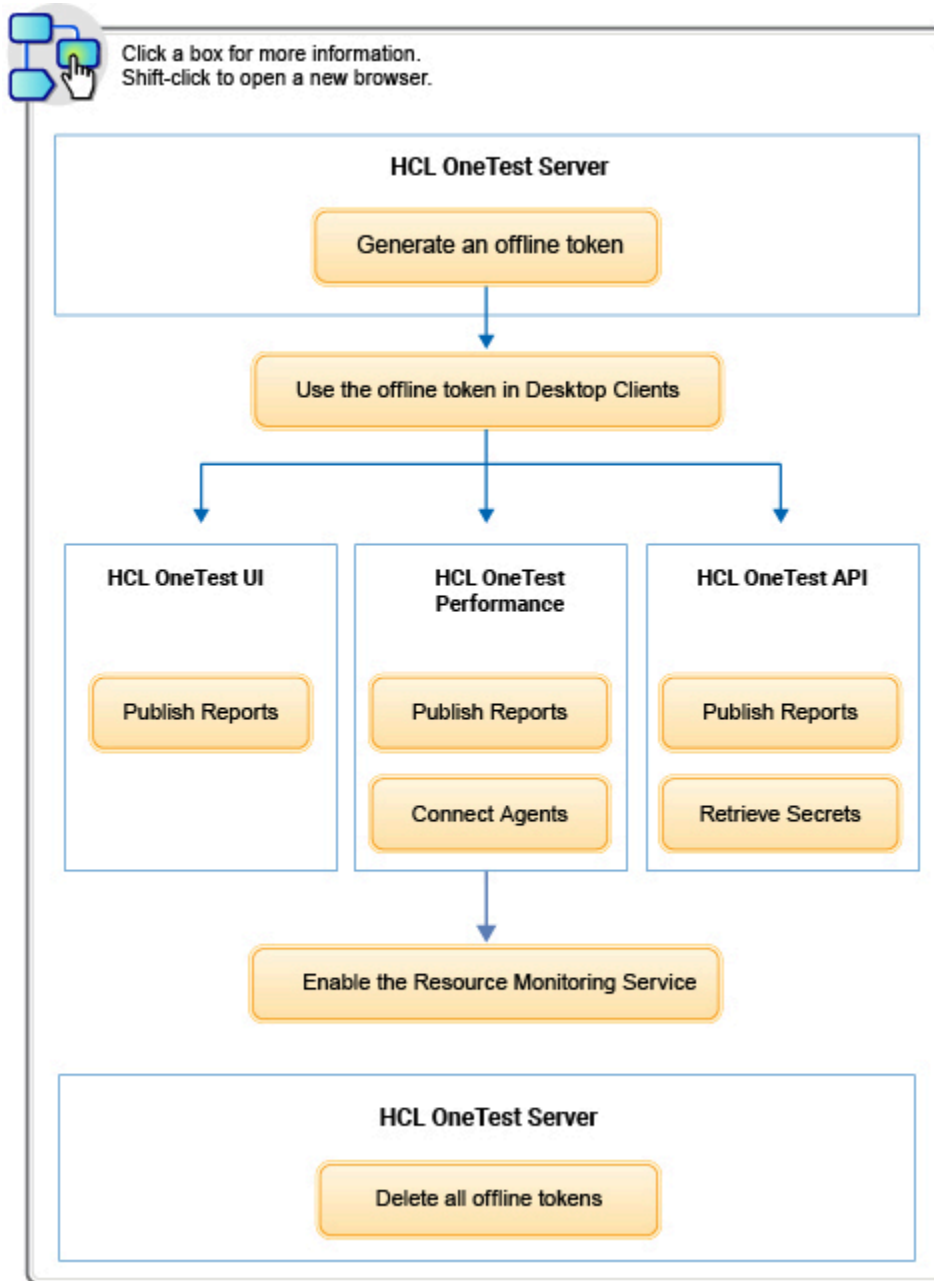 Click a box for more information.
Shift-click to open a new browser.
HCL OneTest Server
Generate an offline token
Use the offline token in Desktop Clients
HCL OneTest UI
Publish Reports
HCL OneTest
Performance
Publish Reports
Connect Agents
HCL OneTest API
Publish Reports
Retrieve Secrets
Enable the Resource Monitoring Service
HCL OneTest Server
Delete all offline tokens